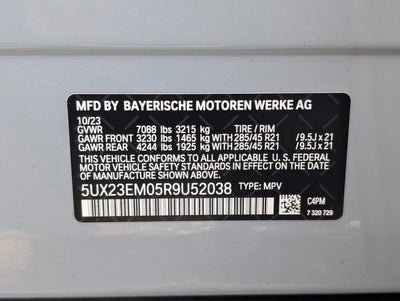 MFD BY BAYERISCHE MOTOREN WERKE AG
10/23
GVWR 7088 lbs 3215 kg TIRE / RIM
GAWR FRONT 3230 lbs 1465 kg WITH 285/45 R21 / 9.5J x 21
GAWR REAR 4244 lbs 1925 kg WITH 285/45 R21 / 9.5J x 21
THIS VEHICLE CONFORMS TO ALL APPLICABLE U. S. FEDERAL
MOTOR VEHICLE SAFETY STANDARDS IN EFFECT ON THE
DATE OF MANUFACTURE SHOWN ABOVE.
5UX23EM05R9U52038 TYPE: MPV
C4PM
7 320 729